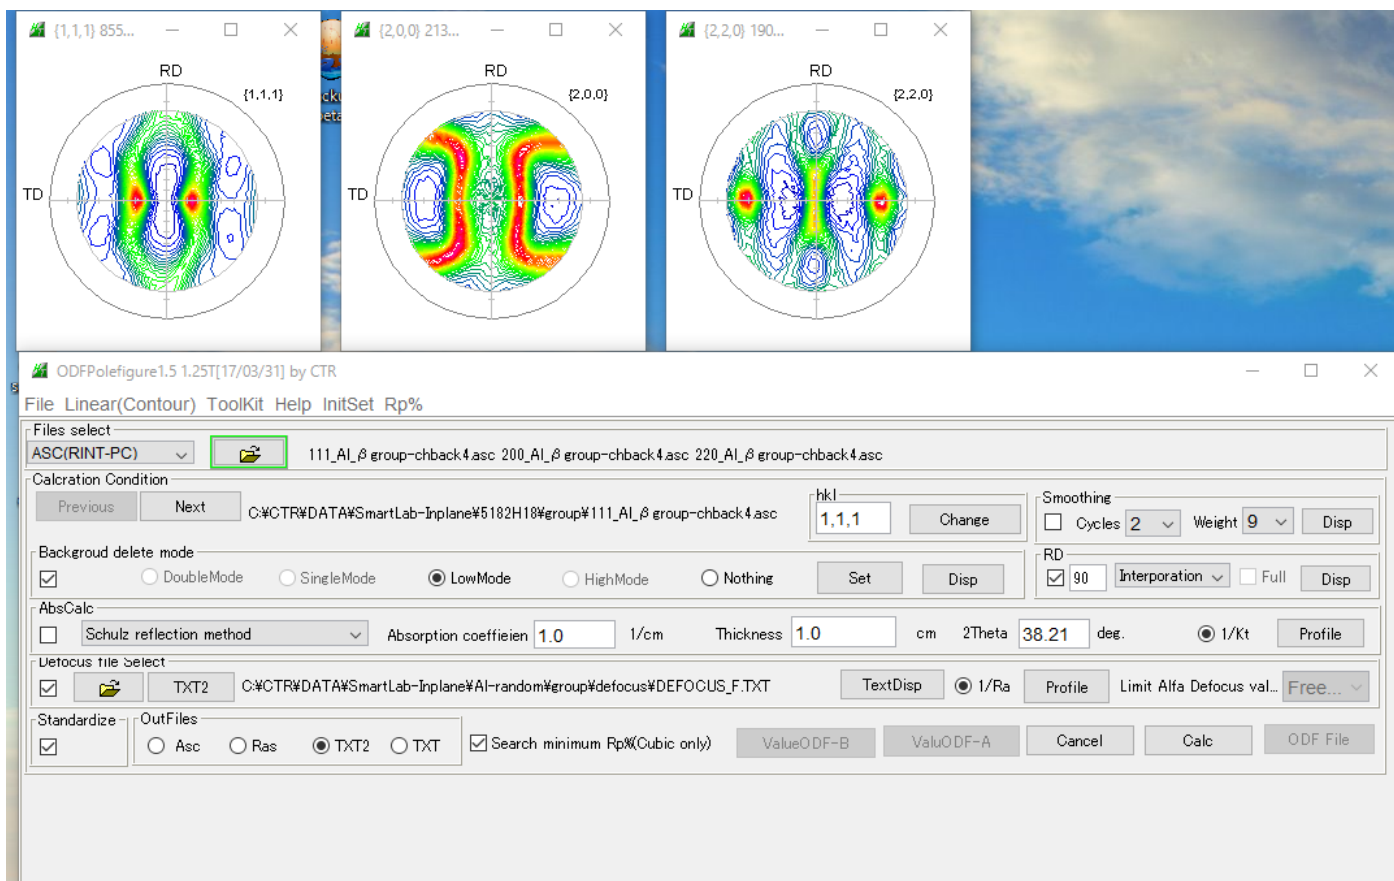 {1,1,1} 855...
{2,0,0} 213...
{2,2,0} 190...
RD
{1,1,1}
TD
RD
{2,0,0}
TD
RD
{2,2,0}
TD
ODFPolefigure1.5 1.25T[17/03/31] by CTR
File Linear(Contour) ToolKit Help InitSet Rp%
Files select
ASC(RINT-PC)
111_Al_β group-chback4.asc 200_Al_β group-chback4.asc 220_Al_β group-chback4.asc
Calcration Condition
Previous Next C:¥CTR¥DATA¥SmartLab-Inplane¥5182H18¥group¥111_Al_β group-chback4.asc
hkl
1,1,1 Change
Smoothing
Cycles 2 Weight 9 Disp
Backgroud delete mode
DoubleMode SingleMode LowMode HighMode Nothing Set Disp
RD
90 Interporation Full Disp
AbsCalc
Schulz reflection method Absorption coeffieien 1.0 1/cm Thickness 1.0 cm 2Theta 38.21 deg. 1/Kt Profile
Defocus file Select
TXT2 C:¥CTR¥DATA¥SmartLab-Inplane¥Al-random¥group¥defocus¥DEFOCUS_F.TXT TextDisp 1/Ra Profile Limit Alfa Defocus val... Free...
Standardize
OutFiles
Asc Ras TXT2 TXT
Search minimum Rp%(Cubic only) ValueODF-B ValuODF-A Cancel Calc ODF File